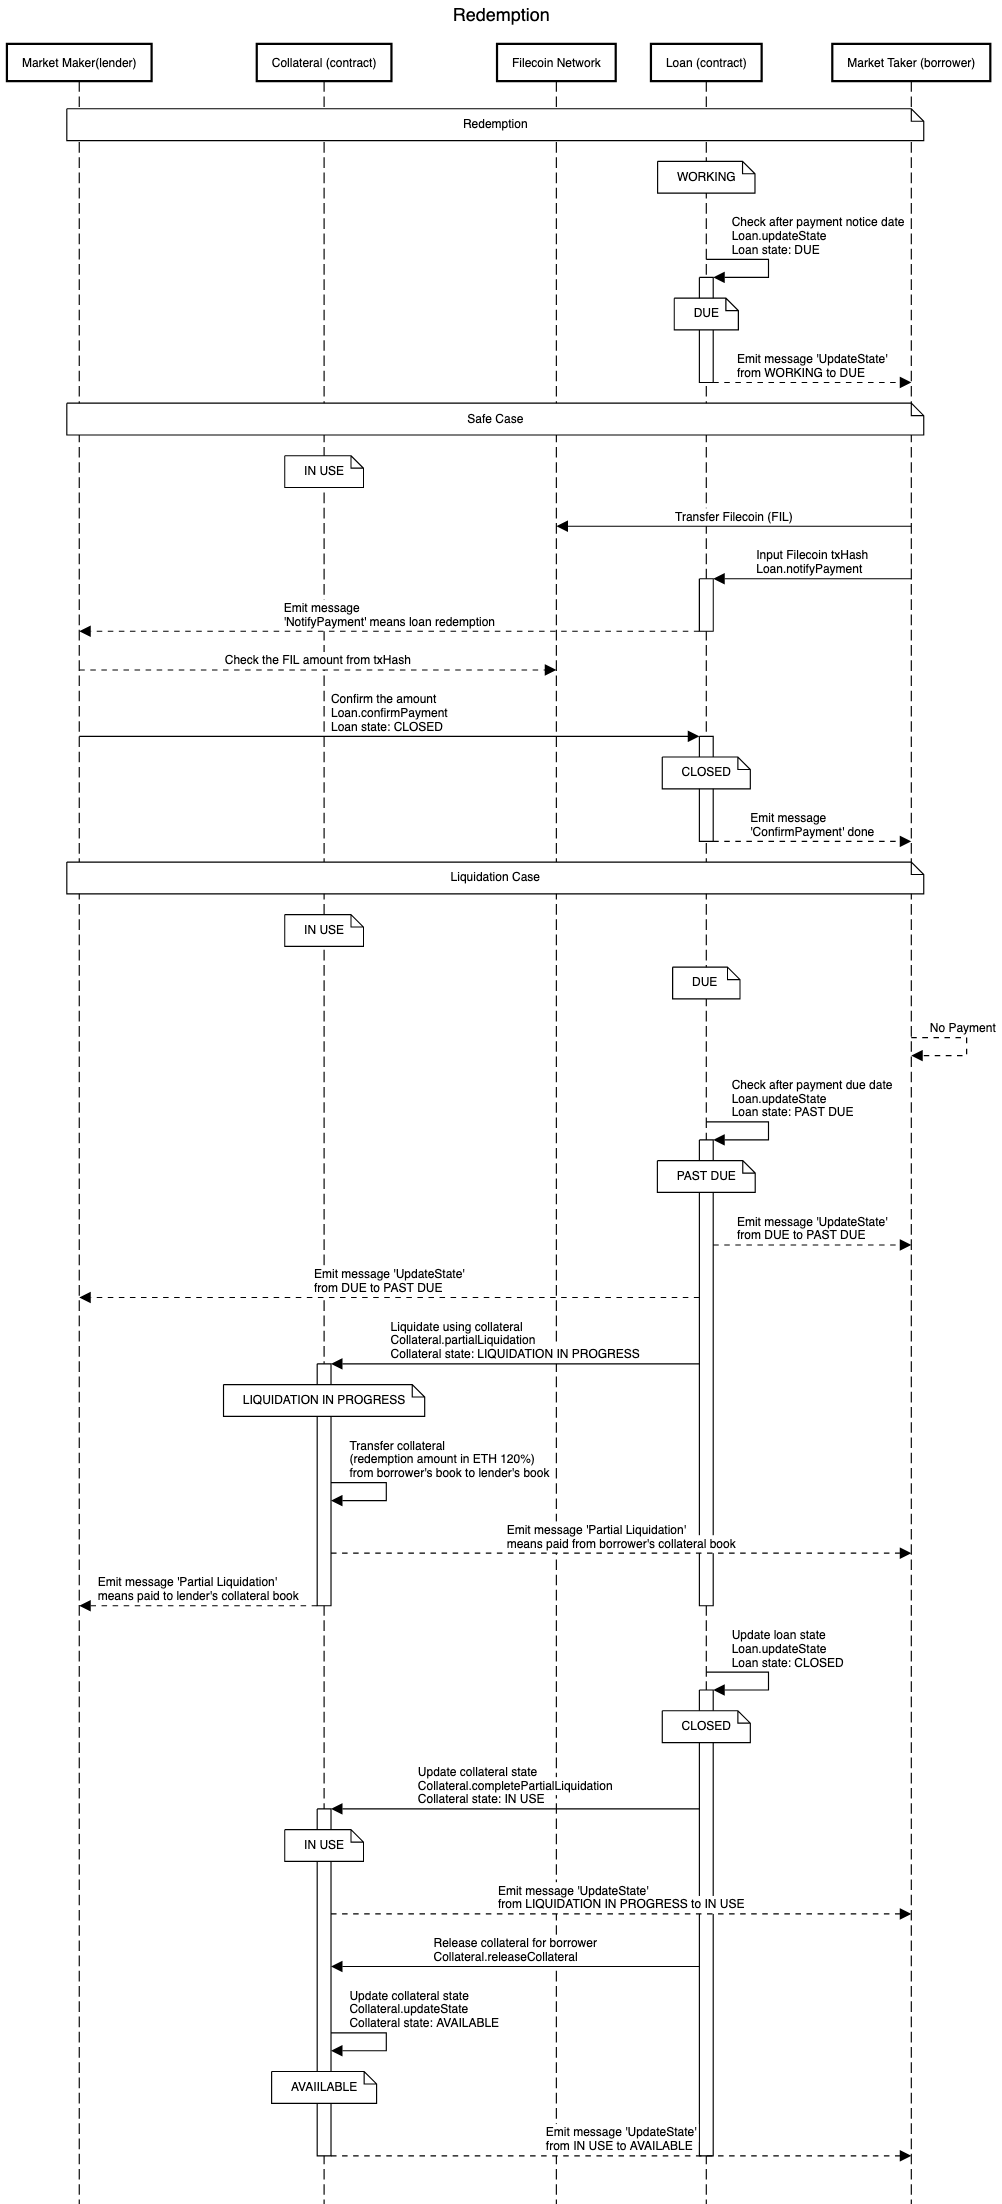 Redemption
Market Maker(lender)
Collateral (contract)
Filecoin Network
Loan (contract)
Market Taker (borrower)
Redemption
WORKING
Check after payment notice date
Loan.updateState
Loan state: DUE
DUE
Emit message 'UpdateState'
from WORKING to DUE
Safe Case
IN USE
Transfer Filecoin (FIL)
Input Filecoin txHash
Loan.notifyPayment
Emit message
'NotifyPayment' means loan redemption
Check the FIL amount from txHash
Confirm the amount
Loan.confirmPayment
Loan state: CLOSED
CLOSED
Emit message
'ConfirmPayment' done
Liquidation Case
IN USE
DUE
No Payment
Check after payment due date
Loan.updateState
Loan state: PAST DUE
PAST DUE
Emit message 'UpdateState'
from DUE to PAST DUE
Emit message 'UpdateState'
from DUE to PAST DUE
Liquidate using collateral
Collateral.partialLiquidation
Collateral state: LIQUIDATION IN PROGRESS
LIQUIDATION IN PROGRESS
Transfer collateral
(redemption amount in ETH 120%)
from borrower's book to lender's book
Emit message 'Partial Liquidation'
means paid from borrower's collateral book
Emit message 'Partial Liquidation'
means paid to lender's collateral book
Update loan state
Loan.updateState
Loan state: CLOSED
CLOSED
Update collateral state
Collateral.completePartialLiquidation
Collateral state: IN USE
IN USE
Emit message 'UpdateState'
from LIQUIDATION IN PROGRESS to IN USE
Release collateral for borrower
Collateral.releaseCollateral
Update collateral state
Collateral.updateState
Collateral state: AVAILABLE
AVAIILABLE
Emit message 'UpdateState'
from IN USE to AVAILABLE